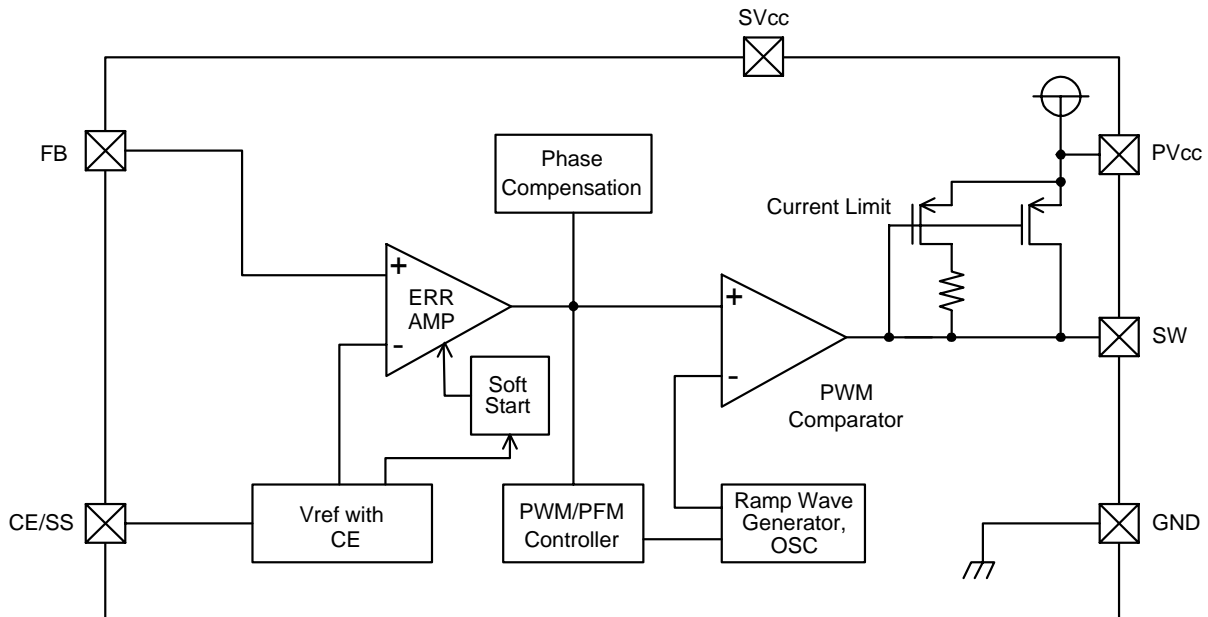 SVcc
FB
Phase
Compensation
PVcc
Current Limit
+
ERR
AMP
-
+
-
SW
Soft
Start
PWM
Comparator
CE/SS
Vref with
CE
PWM/PFM
Controller
Ramp Wave
Generator,
OSC
GND